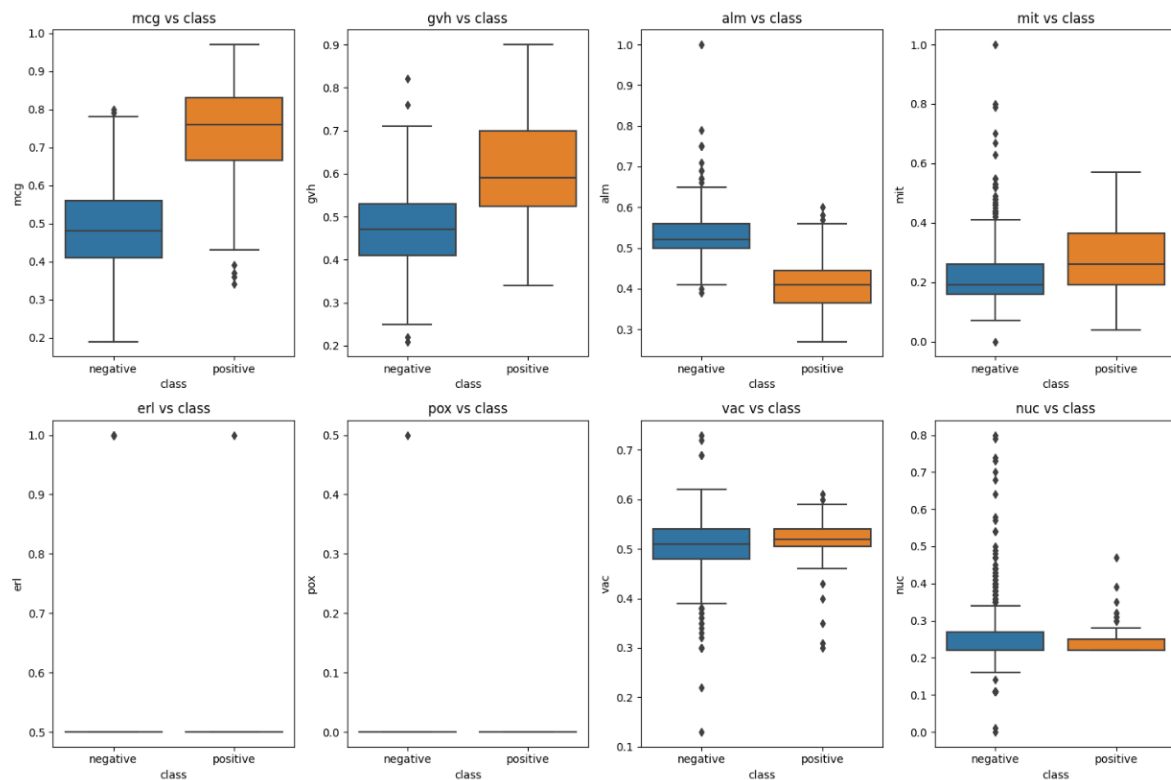 mcg vs class
1.0
0.9
0.8
0.7
0.6
0.5
0.4
0.3
0.2
mcg
negative
positive
class
gvh vs class
0.9
0.8
0.7
0.6
0.5
0.4
0.3
0.2
gvh
negative
positive
class
alm vs class
1.0
0.9
0.8
0.7
0.6
0.5
0.4
0.3
alm
negative
positive
class
mit vs class
1.0
0.8
0.6
0.4
0.2
0.0
mit
negative
positive
class
erl vs class
1.0
0.9
0.8
0.7
0.6
0.5
erl
negative
positive
class
pox vs class
0.5
0.4
0.3
0.2
0.1
0.0
pox
negative
positive
class
vac vs class
0.7
0.6
0.5
0.4
0.3
0.2
0.1
vac
negative
positive
class
nuc vs class
0.8
0.7
0.6
0.5
0.4
0.3
0.2
0.1
0.0
nuc
negative
positive
class